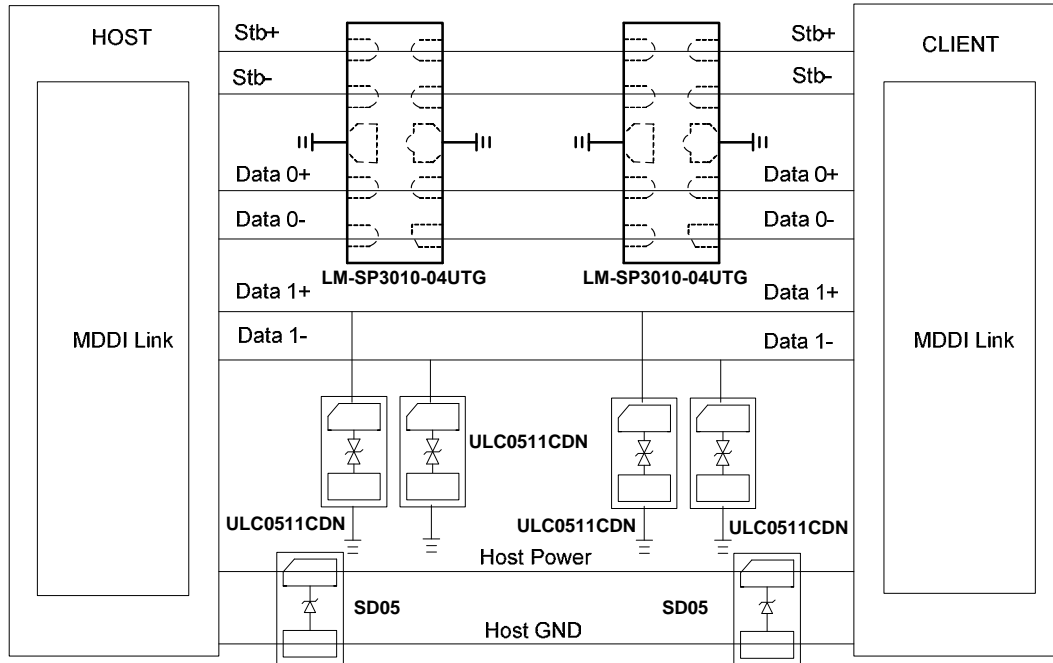 HOST
CLIENT
Stb+
Stb+
Stb-
Stb-
Data 0+
Data 0+
Data 0-
Data 0-
LM-SP3010-04UTG
LM-SP3010-04UTG
Data 1+
Data 1+
MDDI Link
Data 1-
Data 1-
MDDI Link
ULC0511CDN
ULC0511CDN
ULC0511CDN
ULC0511CDN
Host Power
SD05
SD05
Host GND